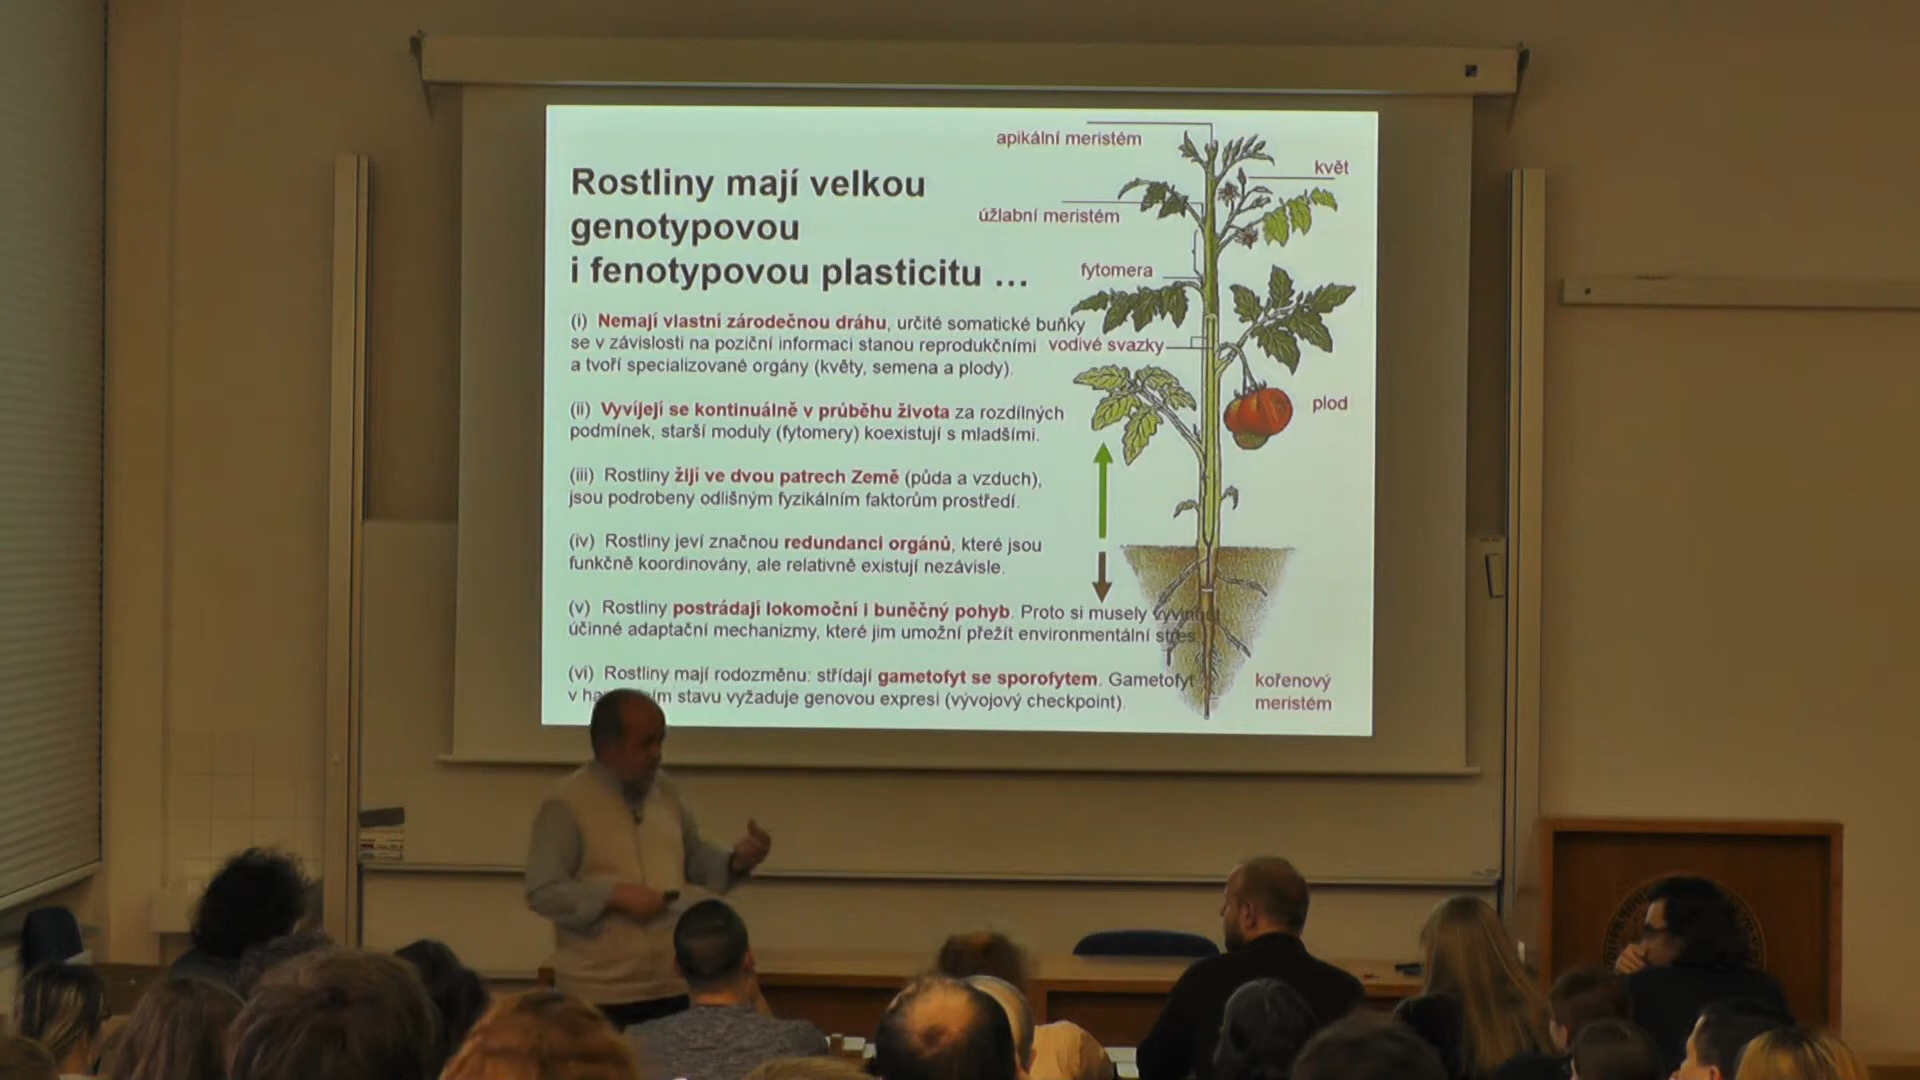 apikální meristém
květ
Rostliny mají velkou
genotypovou
i fenotypovou plasticitu ...
úžlabní meristém
fytomera
(i) Nemají vlastní zárodečnou dráhu, určité somatické buňky
se v závislosti na poziční informaci stanou reprodukčními
a tvoří specializované orgány (květy, semena a plody).
vodivé svazky
plod
(ii) Vyvíjejí se kontinuálně v průběhu života za rozdílných
podmínek, starší moduly (fytomery) koexistují s mladšími.
(iii) Rostliny žijí ve dvou patrech Země (půda a vzduch),
jsou podrobeny odlišným fyzikálním faktorům prostředí.
(iv) Rostliny jeví značnou redundanci orgánů, které jsou
funkčně koordinovány, ale relativně existují nezávisle.
(v) Rostliny postrádají lokomoční i buněčný pohyb. Proto si musely
účinné adaptační mechanizmy, které jim umožní přežít environmentální stres.
(vi) Rostliny mají rodozměnu: střídají gametofyt se sporofytem. Gametofyt
v stavu vyžaduje genovou expresi (vývojový checkpoint).
kořenový
meristém